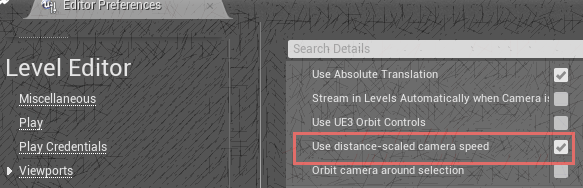 Editor Preferences
Search Details
Level Editor
Miscellaneous
Play
Play Credentials
Viewports
Use Absolute Translation
Stream in Levels Automatically when Camera is
Use UE3 Orbit Controls
Use distance-scaled camera speed
Orbit camera around selection